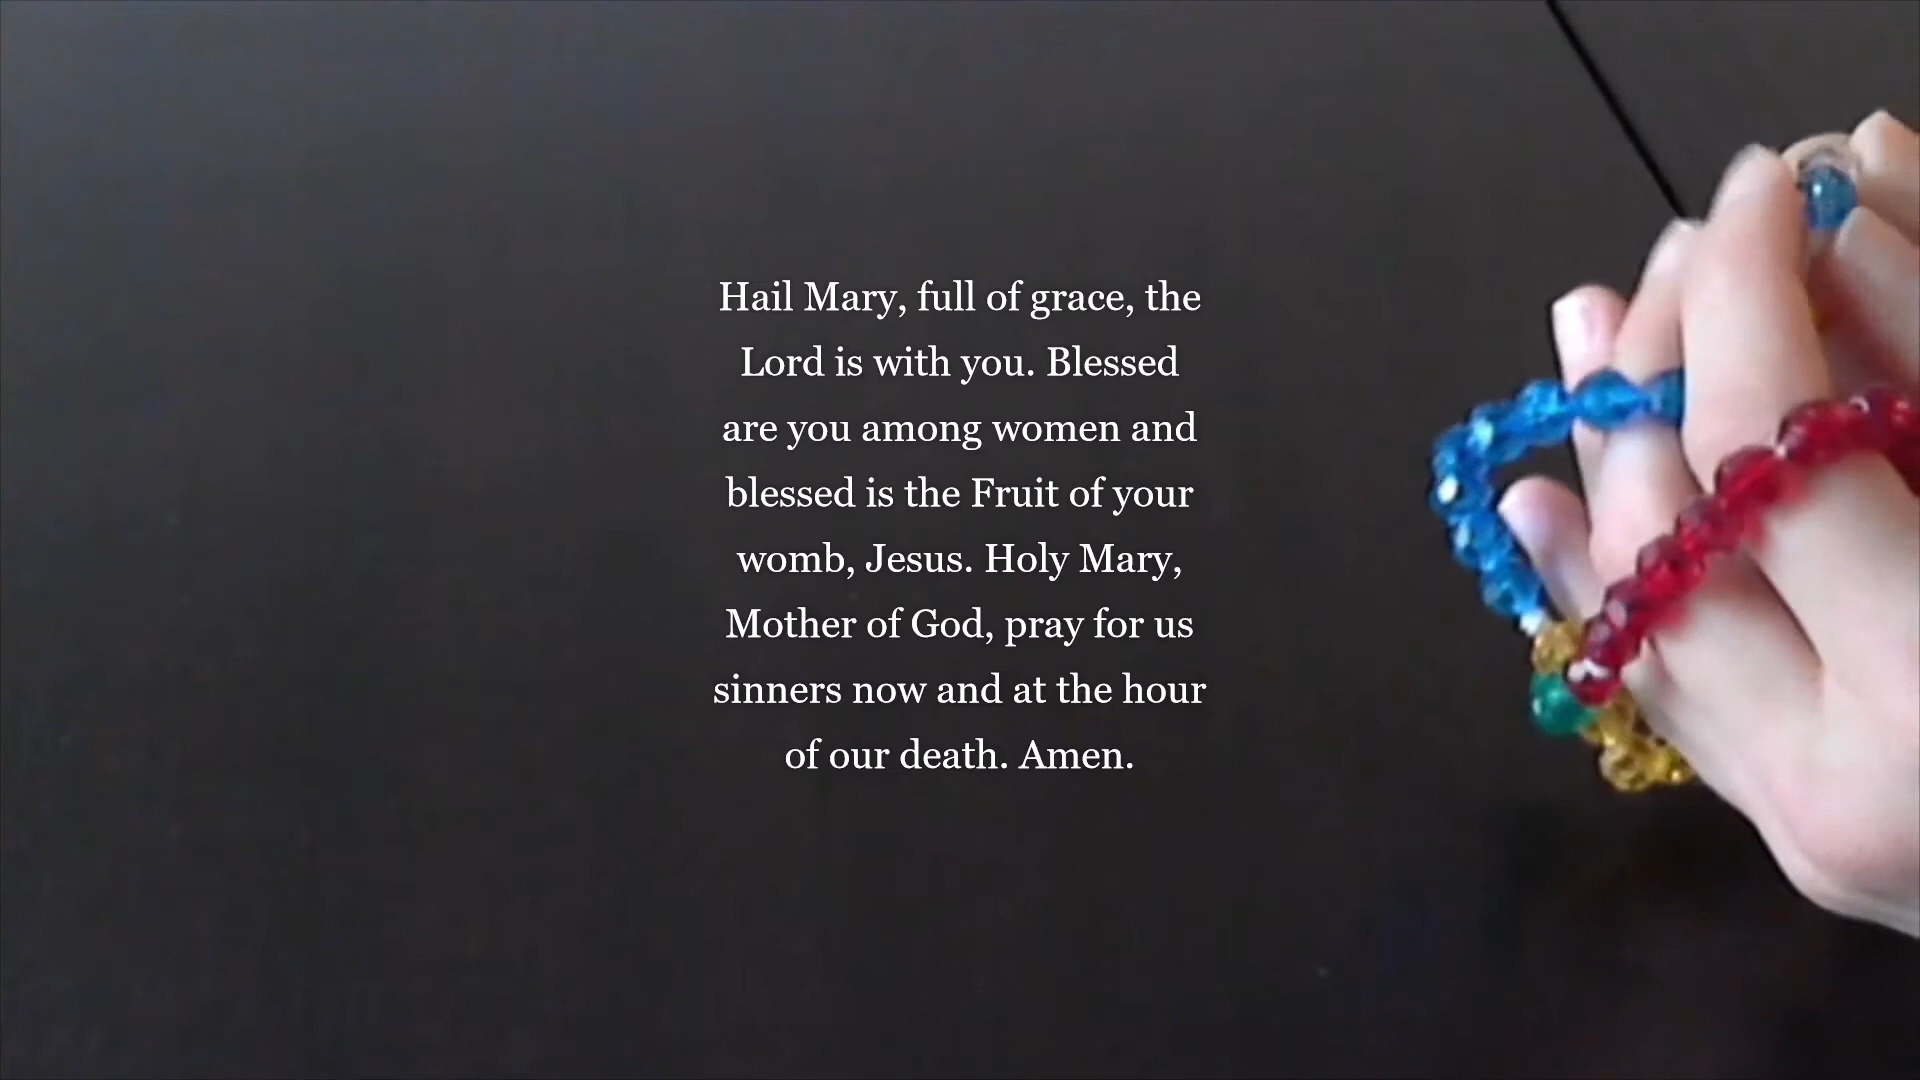 Hail Mary, full of grace, the
Lord is with you. Blessed
are you among women and
blessed is the Fruit of your
womb, Jesus. Holy Mary,
Mother of God, pray for us
sinners now and at the hour
of our death. Amen.